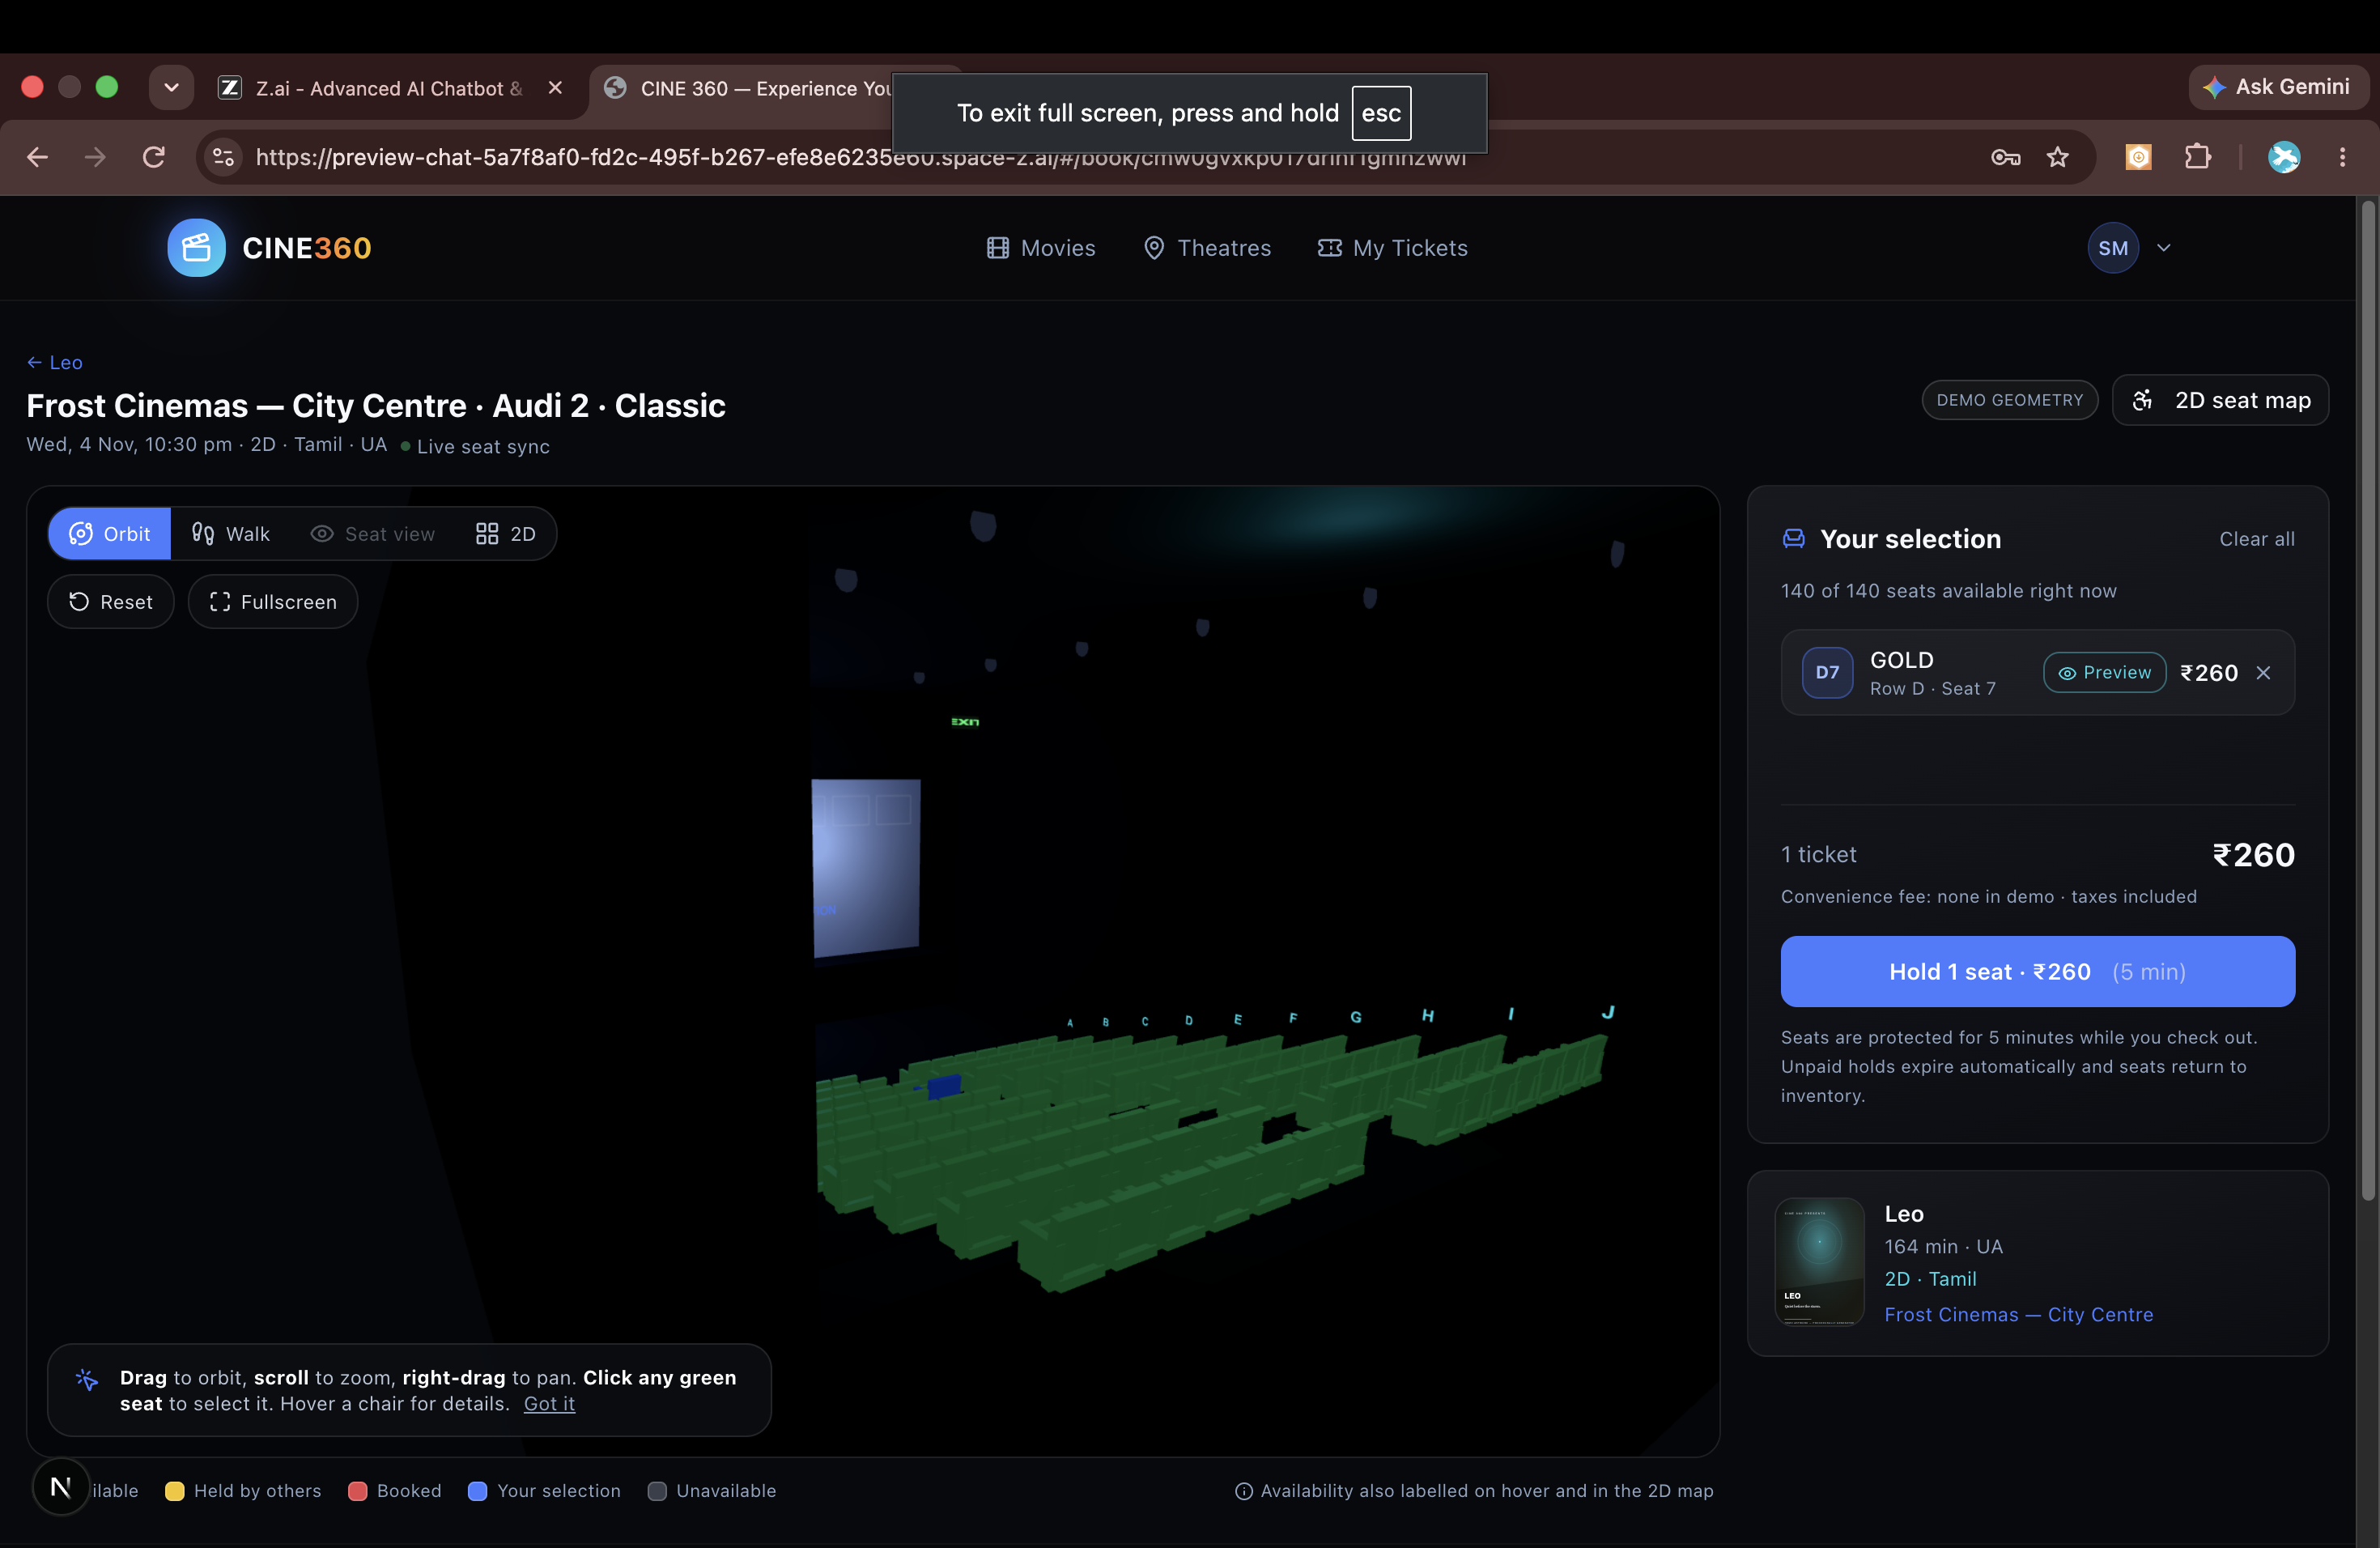 Z.ai - Advanced AI Chatbot &
CINE 360 — Experience You
To exit full screen, press and hold esc
Ask Gemini
https://preview-chat-5a7f8af0-fd2c-495f-b267-efe8e6235e60.space-z.ai/#/book/
CINE360
Movies
Theatres
My Tickets
SM
← Leo
Frost Cinemas — City Centre · Audi 2 · Classic
Wed, 4 Nov, 10:30 pm · 2D · Tamil · UA
Live seat sync
DEMO GEOMETRY
2D seat map
Orbit
Walk
Seat view
2D
Reset
Fullscreen
EXIT
A B C D E F G H I J
Drag to orbit, scroll to zoom, right-drag to pan. Click any green
seat to select it. Hover a chair for details. Got it
N
ilable
Held by others
Booked
Your selection
Unavailable
Availability also labelled on hover and in the 2D map
Your selection
Clear all
140 of 140 seats available right now
D7
GOLD
Row D · Seat 7
Preview
₹260
1 ticket
₹260
Convenience fee: none in demo · taxes included
Hold 1 seat · ₹260 (5 min)
Seats are protected for 5 minutes while you check out.
Unpaid holds expire automatically and seats return to
inventory.
LEO
Leo
164 min · UA
2D · Tamil
Frost Cinemas — City Centre